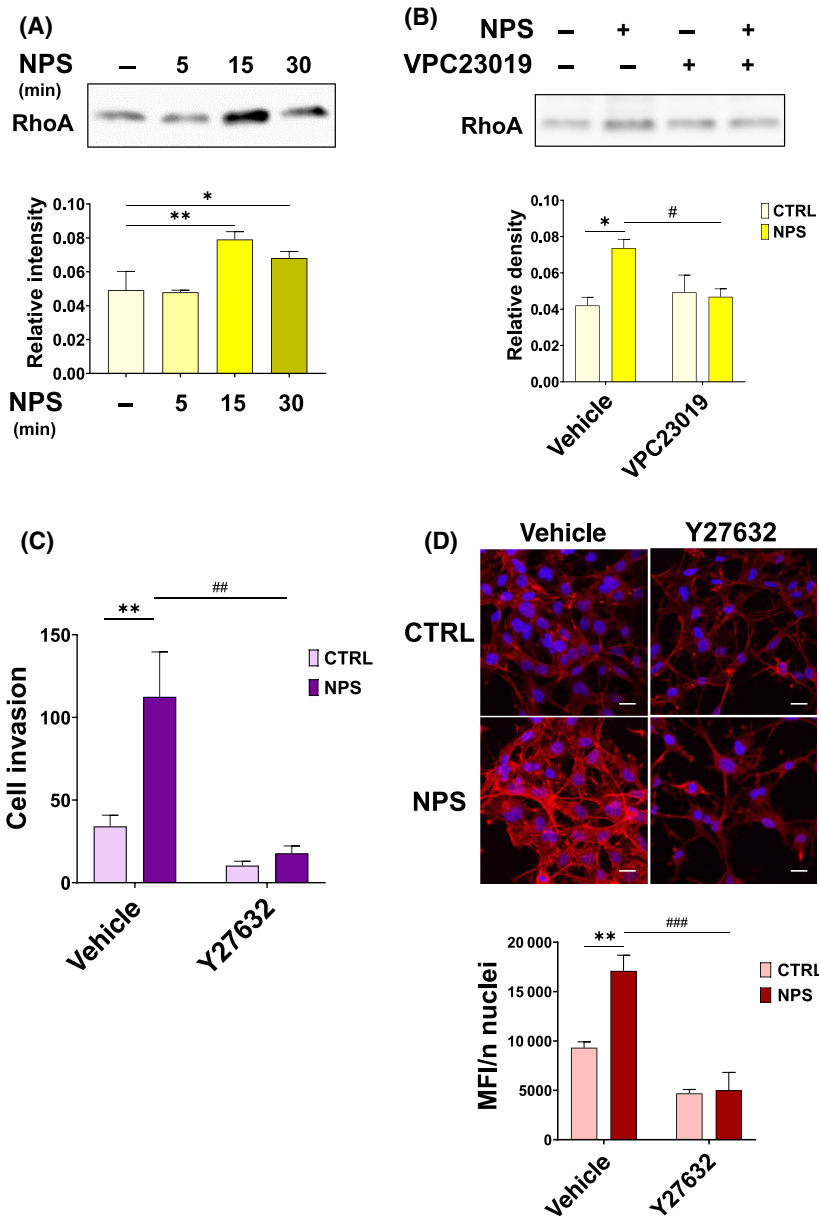 (A)
NPS – 5 15 30
(min)
RhoA
0.10
0.08
0.06
0.04
0.02
0.00
Relative intensity
*
**
NPS – 5 15 30
(min)
(B)
NPS – + – +
VPC23019 – – + +
RhoA
0.10
0.08
0.06
0.04
0.02
0.00
Relative density
*
#
CTRL
NPS
Vehicle
VPC23019
(C)
150
100
50
0
Cell invasion
**
##
CTRL
NPS
Vehicle
Y27632
(D)
Vehicle Y27632
CTRL
NPS
20 000
15 000
10 000
5000
0
MFI/n nuclei
**
###
CTRL
NPS
Vehicle
Y27632